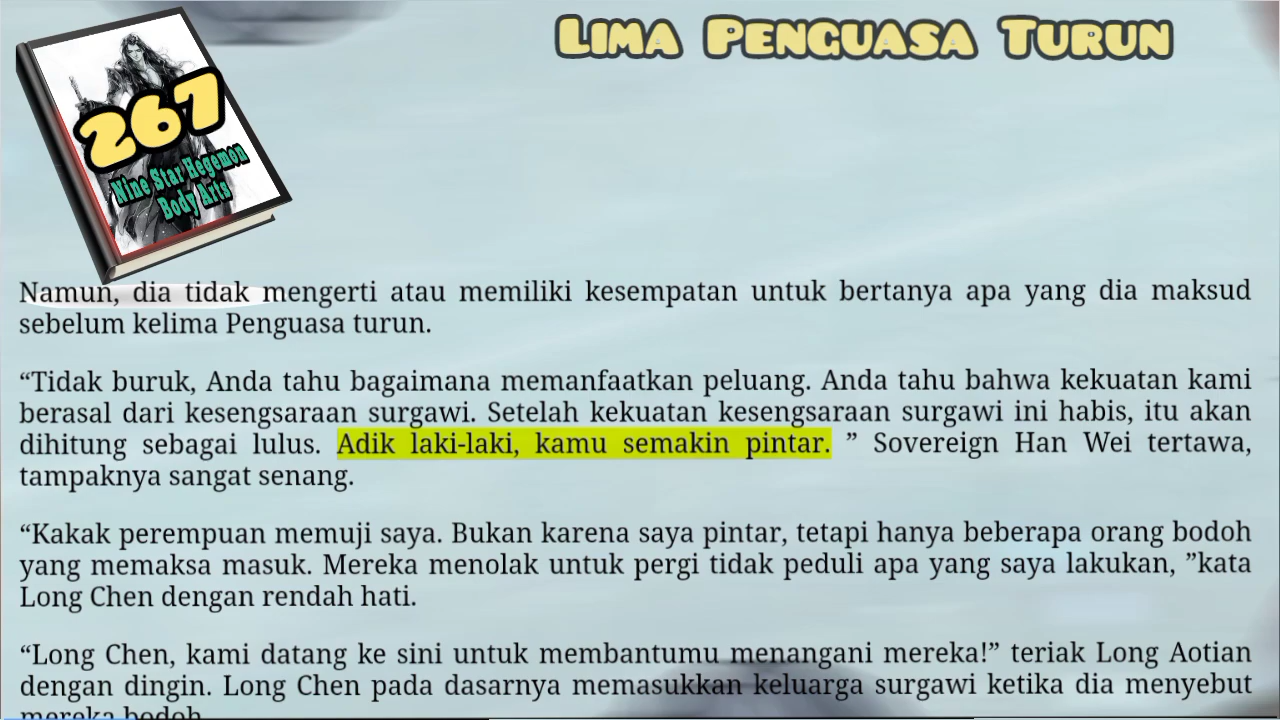 Lima Penguasa Turun
267
Nine Star Hegemon
Body Arts
Namun, dia tidak mengerti atau memiliki kesempatan untuk bertanya apa yang dia maksud
sebelum kelima Penguasa turun.
“Tidak buruk, Anda tahu bagaimana memanfaatkan peluang. Anda tahu bahwa kekuatan kami
berasal dari kesengsaraan surgawi. Setelah kekuatan kesengsaraan surgawi ini habis, itu akan
dihitung sebagai lulus. Adik laki-laki, kamu semakin pintar. ” Sovereign Han Wei tertawa,
tampaknya sangat senang.
“Kakak perempuan memuji saya. Bukan karena saya pintar, tetapi hanya beberapa orang bodoh
yang memaksa masuk. Mereka menolak untuk pergi tidak peduli apa yang saya lakukan, ”kata
Long Chen dengan rendah hati.
“Long Chen, kami datang ke sini untuk membantumu menangani mereka!” teriak Long Aotian
dengan dingin. Long Chen pada dasarnya memasukkan keluarga surgawi ketika dia menyebut
mereka bodoh.